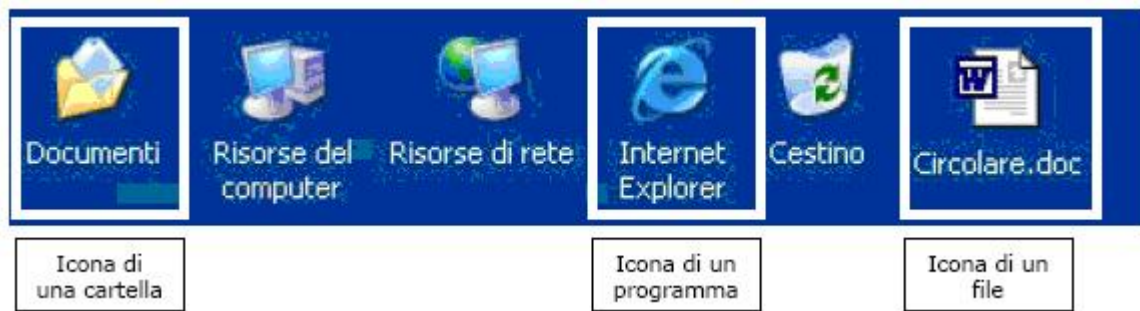 Documenti
Risorse del
computer
Risorse di rete
Internet
Explorer
Cestino
W
Circolare.doc
Icona di
una cartella
Icona di un
programma
Icona di un
file